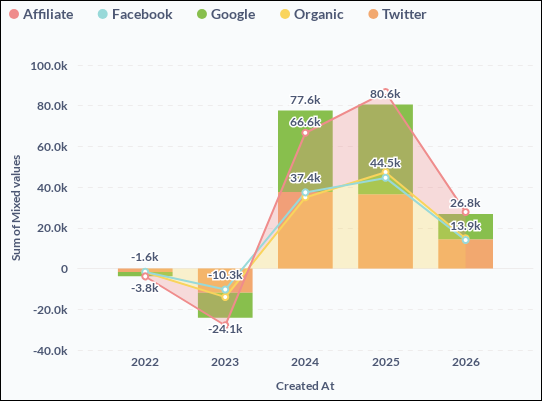 Affiliate Facebook Google Organic Twitter
100.0k
80.0k
60.0k
40.0k
20.0k
0
-20.0k
-40.0k
Sum of Mixed values
77.6k
80.6k
66.6k
37.4k
44.5k
26.8k
13.9k
-1.6k
-3.8k
-10.3k
-24.1k
2022 2023 2024 2025 2026
Created At